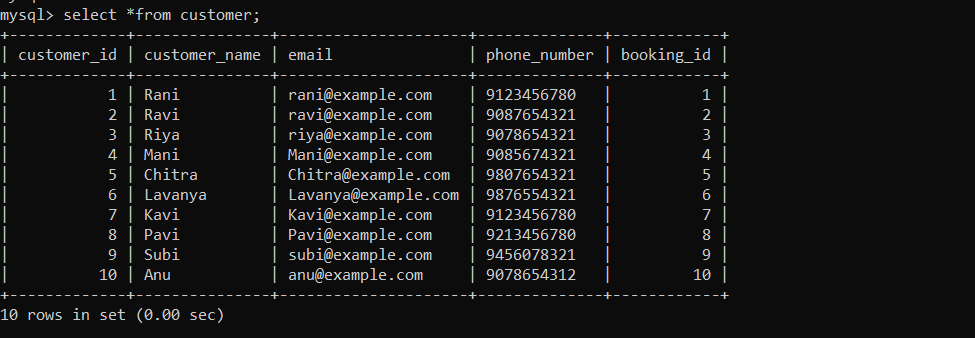 mysql> select *from customer;
+-------------+---------------+--------------------+--------------+------------+
| customer_id | customer_name | email              | phone_number | booking_id |
+-------------+---------------+--------------------+--------------+------------+
|           1 | Rani          | rani@example.com   | 9123456780   |          1 |
|           2 | Ravi          | ravi@example.com   | 9087654321   |          2 |
|           3 | Riya          | riya@example.com   | 9078654321   |          3 |
|           4 | Mani          | Mani@example.com   | 9085674321   |          4 |
|           5 | Chitra        | Chitra@example.com | 9807654321   |          5 |
|           6 | Lavanya       | Lavanya@example.com | 9876554321   |          6 |
|           7 | Kavi          | Kavi@example.com   | 9123456780   |          7 |
|           8 | Pavi          | Pavi@example.com   | 9213456780   |          8 |
|           9 | Subi          | subi@example.com   | 9456078321   |          9 |
|          10 | Anu           | anu@example.com    | 9078654312   |         10 |
+-------------+---------------+--------------------+--------------+------------+
10 rows in set (0.00 sec)